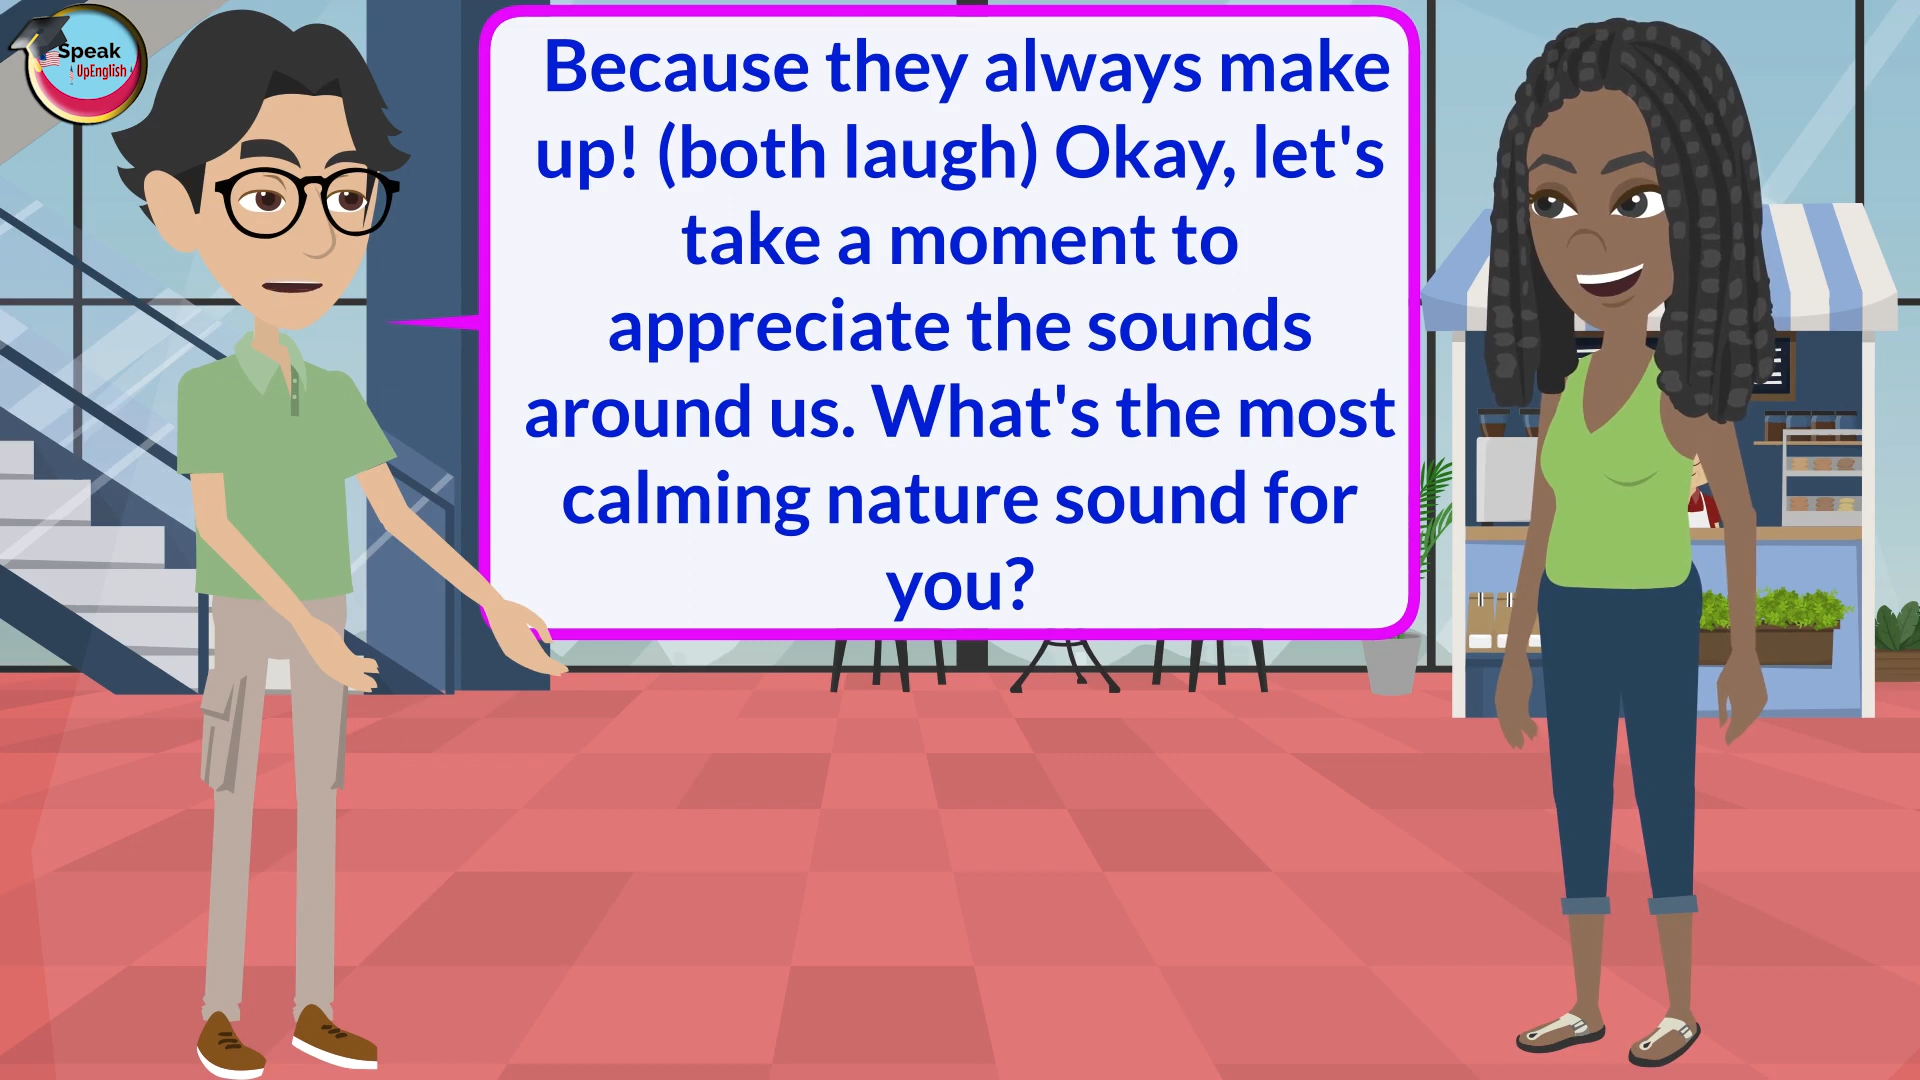 Speak
UpEnglish
Because they always make
up! (both laugh) Okay, let's
take a moment to
appreciate the sounds
around us. What's the most
calming nature sound for
you?